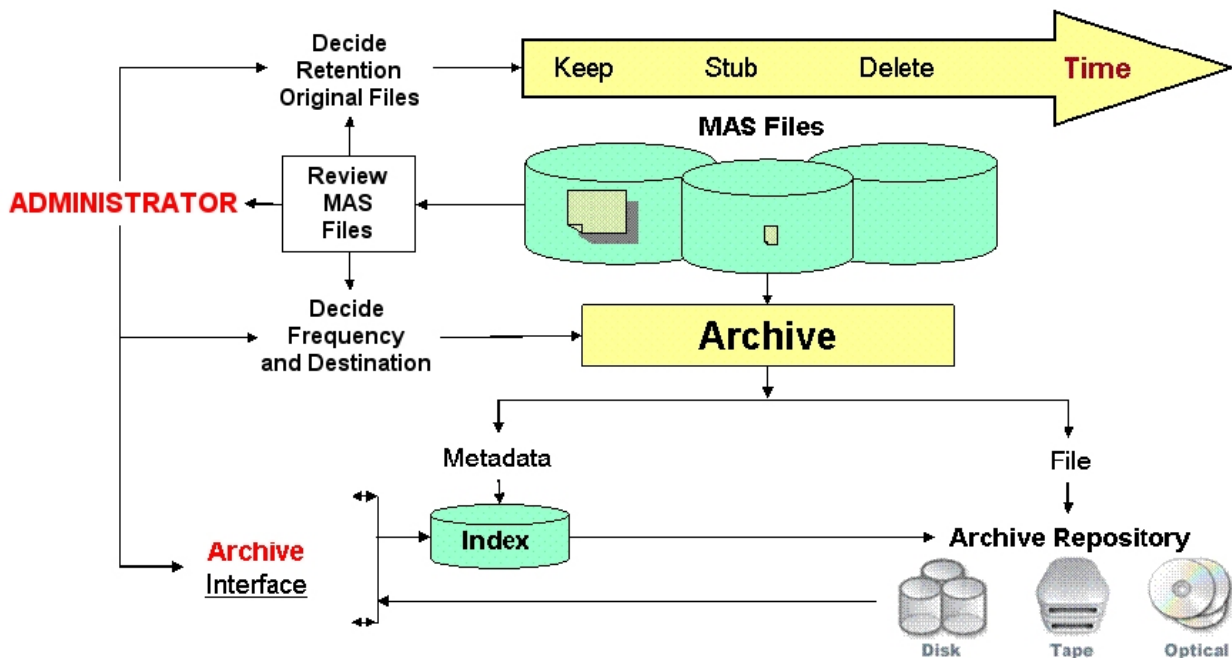 Decide
Retention
Original Files
Keep Stub Delete Time
MAS Files
ADMINISTRATOR
Review
MAS
Files
Decide
Frequency
and Destination
Archive
Metadata
File
Index
Archive Repository
Archive
Interface
Disk Tape Optical